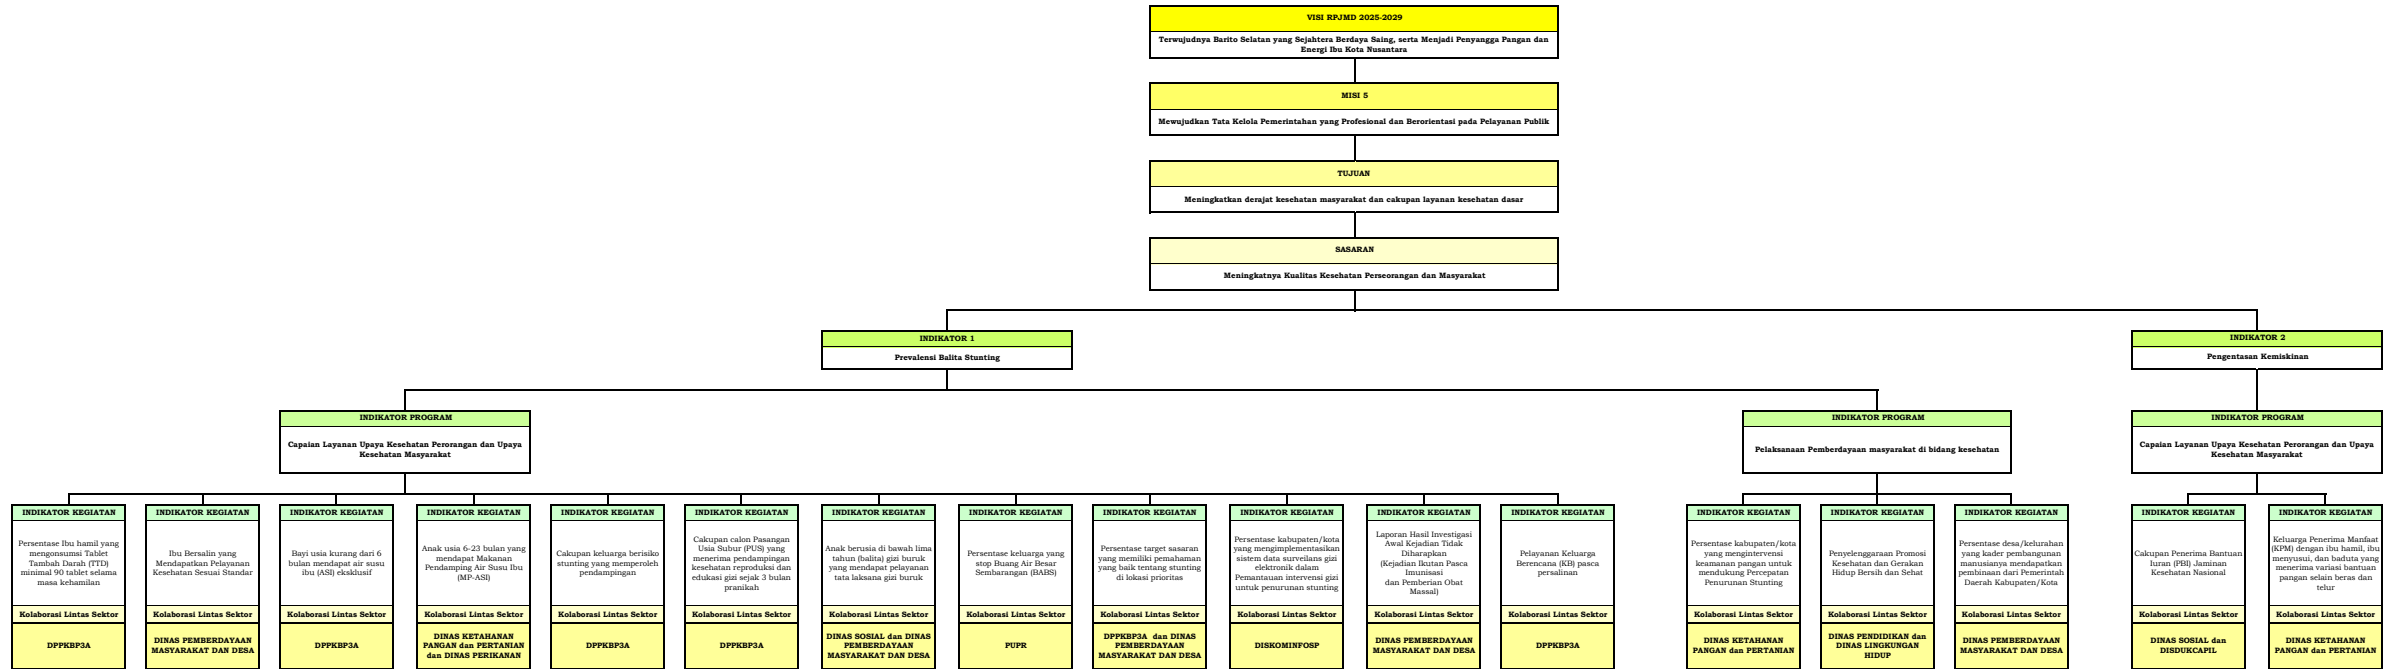 VISI RPJMD 2025-2029
Terwujudnya Barito Selatan yang Sejahtera Berdaya Saing, serta Menjadi Penyangga Pangan dan
Energi Ibu Kota Nusantara
MISI 5
Mewujudkan Tata Kelola Pemerintahan yang Profesional dan Berorientasi pada Pelayanan Publik
TUJUAN
Meningkatkan derajat kesehatan masyarakat dan cakupan layanan kesehatan dasar
SASARAN
Meningkatnya Kualitas Kesehatan Perseorangan dan Masyarakat
INDIKATOR 1
Prevalensi Balita Stunting
INDIKATOR 2
Pengentasan Kemiskinan
INDIKATOR PROGRAM
Capaian Layanan Upaya Kesehatan Perorangan dan Upaya
Kesehatan Masyarakat
INDIKATOR PROGRAM
Pelaksanaan Pemberdayaan masyarakat di bidang kesehatan
INDIKATOR PROGRAM
Capaian Layanan Upaya Kesehatan Perorangan dan Upaya
Kesehatan Masyarakat
INDIKATOR KEGIATAN
Persentase Ibu hamil yang
mengonsumsi Tablet
Tambah Darah (TTD)
minimal 90 tablet selama
masa kehamilan
Kolaborasi Lintas Sektor
DPPKBP3A
INDIKATOR KEGIATAN
Ibu Bersalin yang
Mendapatkan Pelayanan
Kesehatan Sesuai Standar
Kolaborasi Lintas Sektor
DINAS PEMBERDAYAAN
MASYARAKAT DAN DESA
INDIKATOR KEGIATAN
Bayi usia kurang dari 6
bulan mendapat air susu
ibu (ASI) eksklusif
Kolaborasi Lintas Sektor
DPPKBP3A
INDIKATOR KEGIATAN
Anak usia 6-23 bulan yang
mendapat Makanan
Pendamping Air Susu Ibu
(MP-ASI)
Kolaborasi Lintas Sektor
DINAS KETAHANAN
PANGAN dan PERTANIAN
dan DINAS PERIKANAN
INDIKATOR KEGIATAN
Cakupan keluarga berisiko
stunting yang memperoleh
pendampingan
Kolaborasi Lintas Sektor
DPPKBP3A
INDIKATOR KEGIATAN
Cakupan calon Pasangan
Usia Subur (PUS) yang
menerima pendampingan
kesehatan reproduksi dan
edukasi gizi sejak 3 bulan
pranikah
Kolaborasi Lintas Sektor
DPPKBP3A
INDIKATOR KEGIATAN
Anak berusia di bawah lima
tahun (balita) gizi buruk
yang mendapat pelayanan
tata laksana gizi buruk
Kolaborasi Lintas Sektor
DINAS SOSIAL dan DINAS
PEMBERDAYAAN
MASYARAKAT DAN DESA
INDIKATOR KEGIATAN
Persentase keluarga yang
stop Buang Air Besar
Sembarangan (BABS)
Kolaborasi Lintas Sektor
PUPR
INDIKATOR KEGIATAN
Persentase target sasaran
yang memiliki pemahaman
yang baik tentang stunting
di lokasi prioritas
Kolaborasi Lintas Sektor
DPPKBP3A dan DINAS
PEMBERDAYAAN
MASYARAKAT DAN DESA
INDIKATOR KEGIATAN
Persentase kabupaten/kota
yang mengimplementasikan
sistem data surveilans gizi
elektronik dalam
Pemantauan intervensi gizi
untuk penurunan stunting
Kolaborasi Lintas Sektor
DISKOMINFOSP
INDIKATOR KEGIATAN
Laporan Hasil Investigasi
Awal Kejadian Tidak
Diharapkan
(Kejadian Ikutan Pasca
Imunisasi
dan Pemberian Obat
Massal)
Kolaborasi Lintas Sektor
DINAS PEMBERDAYAAN
MASYARAKAT DAN DESA
INDIKATOR KEGIATAN
Pelayanan Keluarga
Berencana (KB) pasca
persalinan
Kolaborasi Lintas Sektor
DPPKBP3A
INDIKATOR KEGIATAN
Persentase kabupaten/kota
yang mengintervensi
keamanan pangan untuk
mendukung Percepatan
Penurunan Stunting
Kolaborasi Lintas Sektor
DINAS KETAHANAN
PANGAN dan PERTANIAN
INDIKATOR KEGIATAN
Penyelenggaraan Promosi
Kesehatan dan Gerakan
Hidup Bersih dan Sehat
Kolaborasi Lintas Sektor
DINAS PENDIDIKAN dan
DINAS LINGKUNGAN
HIDUP
INDIKATOR KEGIATAN
Persentase desa/kelurahan
yang kader pembangunan
manusianya mendapatkan
pembinaan dari Pemerintah
Daerah Kabupaten/Kota
Kolaborasi Lintas Sektor
DINAS PEMBERDAYAAN
MASYARAKAT DAN DESA
INDIKATOR KEGIATAN
Cakupan Penerima Bantuan
Iuran (PBI) Jaminan
Kesehatan Nasional
Kolaborasi Lintas Sektor
DINAS SOSIAL dan
DISDUKCAPIL
INDIKATOR KEGIATAN
Keluarga Penerima Manfaat
(KPM) dengan ibu hamil, ibu
menyusui, dan baduta yang
menerima variasi bantuan
pangan selain beras dan
telur
Kolaborasi Lintas Sektor
DINAS KETAHANAN
PANGAN dan PERTANIAN